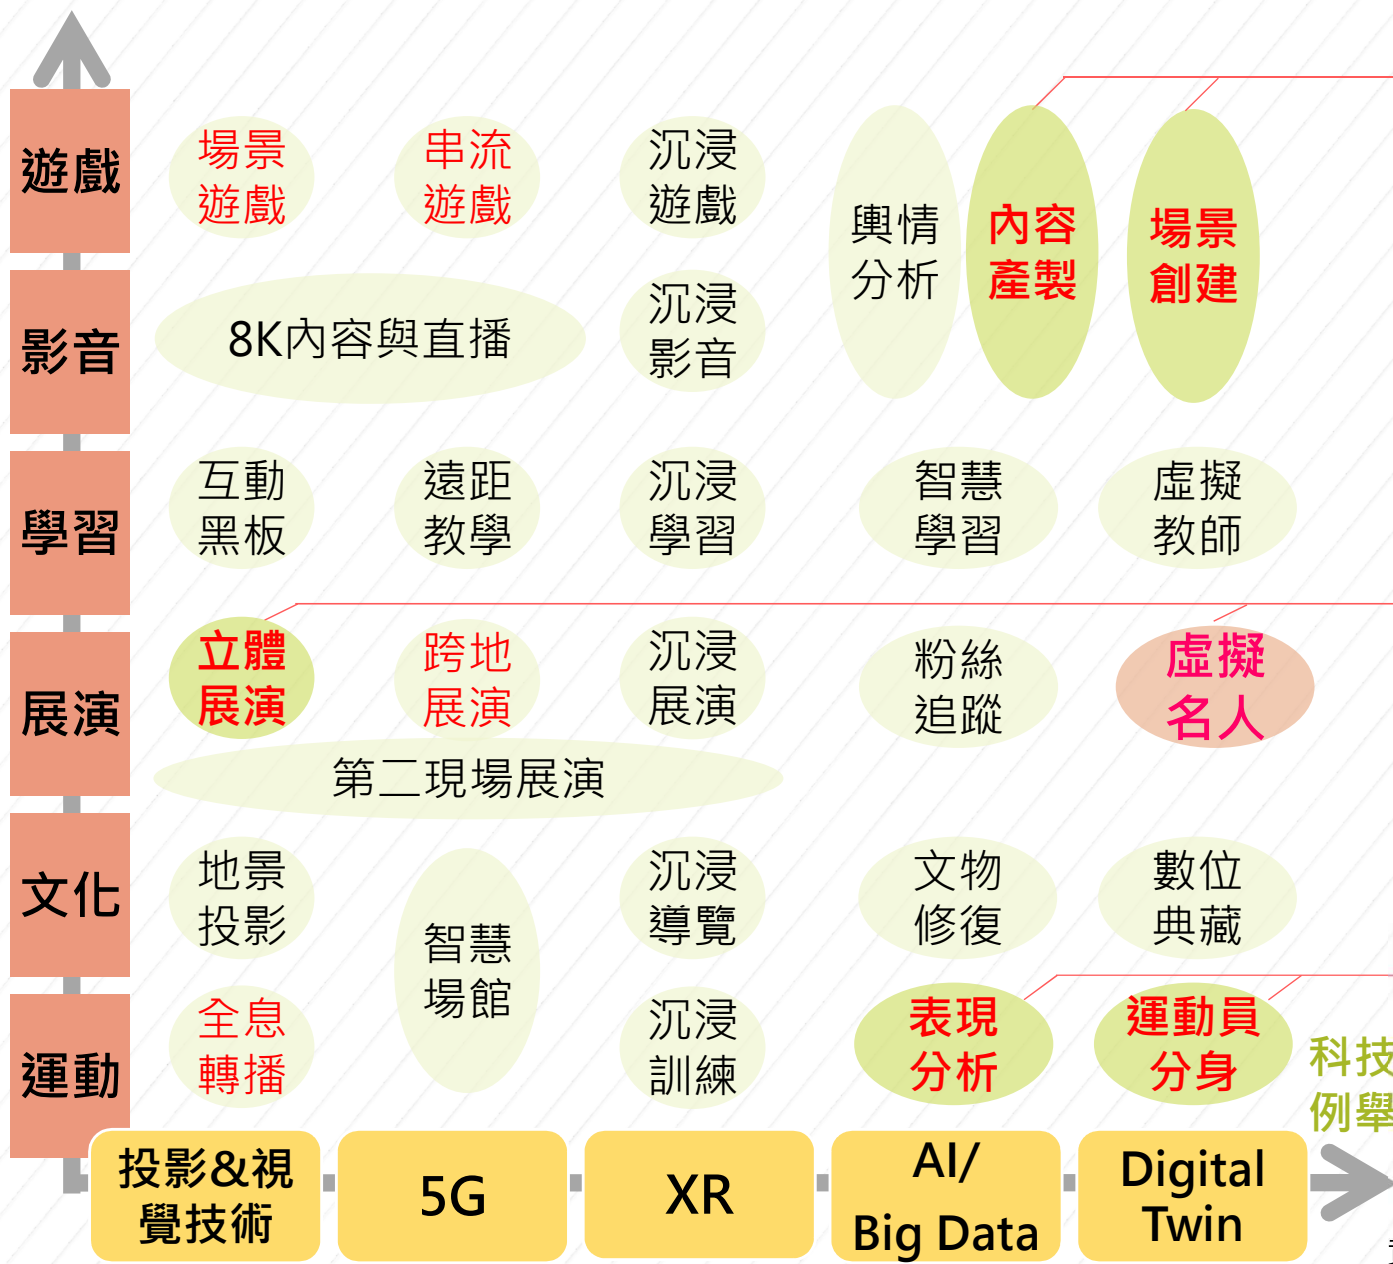 遊戲
場景
遊戲
串流
遊戲
沉浸
遊戲
輿情
分析
內容
產製
場景
創建
影音
8K內容與直播
沉浸
影音
學習
互動
黑板
遠距
教學
沉浸
學習
智慧
學習
虛擬
教師
展演
立體
展演
跨地
展演
沉浸
展演
粉絲
追蹤
虛擬
名人
第二現場展演
文化
地景
投影
智慧
場館
沉浸
導覽
文物
修復
數位
典藏
運動
全息
轉播
沉浸
訓練
表現
分析
運動員
分身
科技
例舉
投影&視
覺技術
5G
XR
AI/
Big Data
Digital
Twin